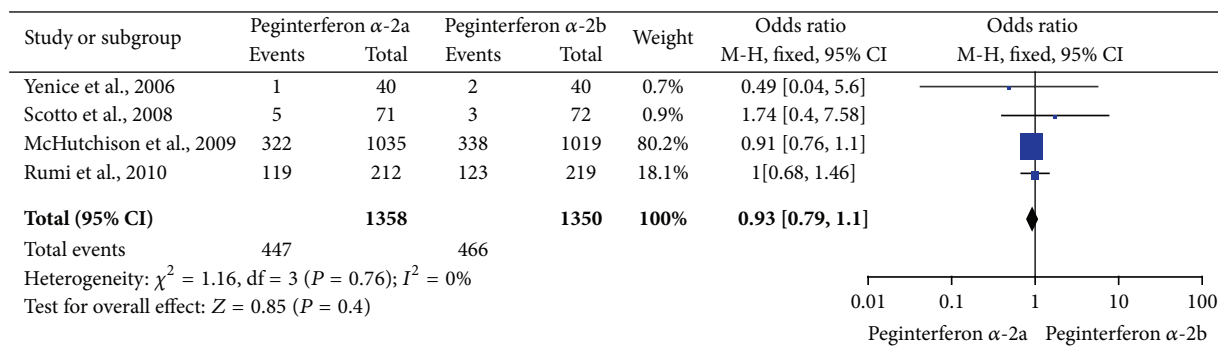 Study or subgroup Peginterferon α-2a Peginterferon α-2b Weight Odds ratio Odds ratio
Events Total Events Total M-H, fixed, 95% CI M-H, fixed, 95% CI
Yenice et al., 2006 1 40 2 40 0.7% 0.49 [0.04, 5.6]
Scotto et al., 2008 5 71 3 72 0.9% 1.74 [0.4, 7.58]
McHutchison et al., 2009 322 1035 338 1019 80.2% 0.91 [0.76, 1.1]
Rumi et al., 2010 119 212 123 219 18.1% 1[0.68, 1.46]
Total (95% CI) 1358 1350 100% 0.93 [0.79, 1.1]
Total events 447 466
Heterogeneity: χ² = 1.16, df = 3 (P = 0.76); I² = 0%
Test for overall effect: Z = 0.85 (P = 0.4)
0.01 0.1 1 10 100
Peginterferon α-2a Peginterferon α-2b